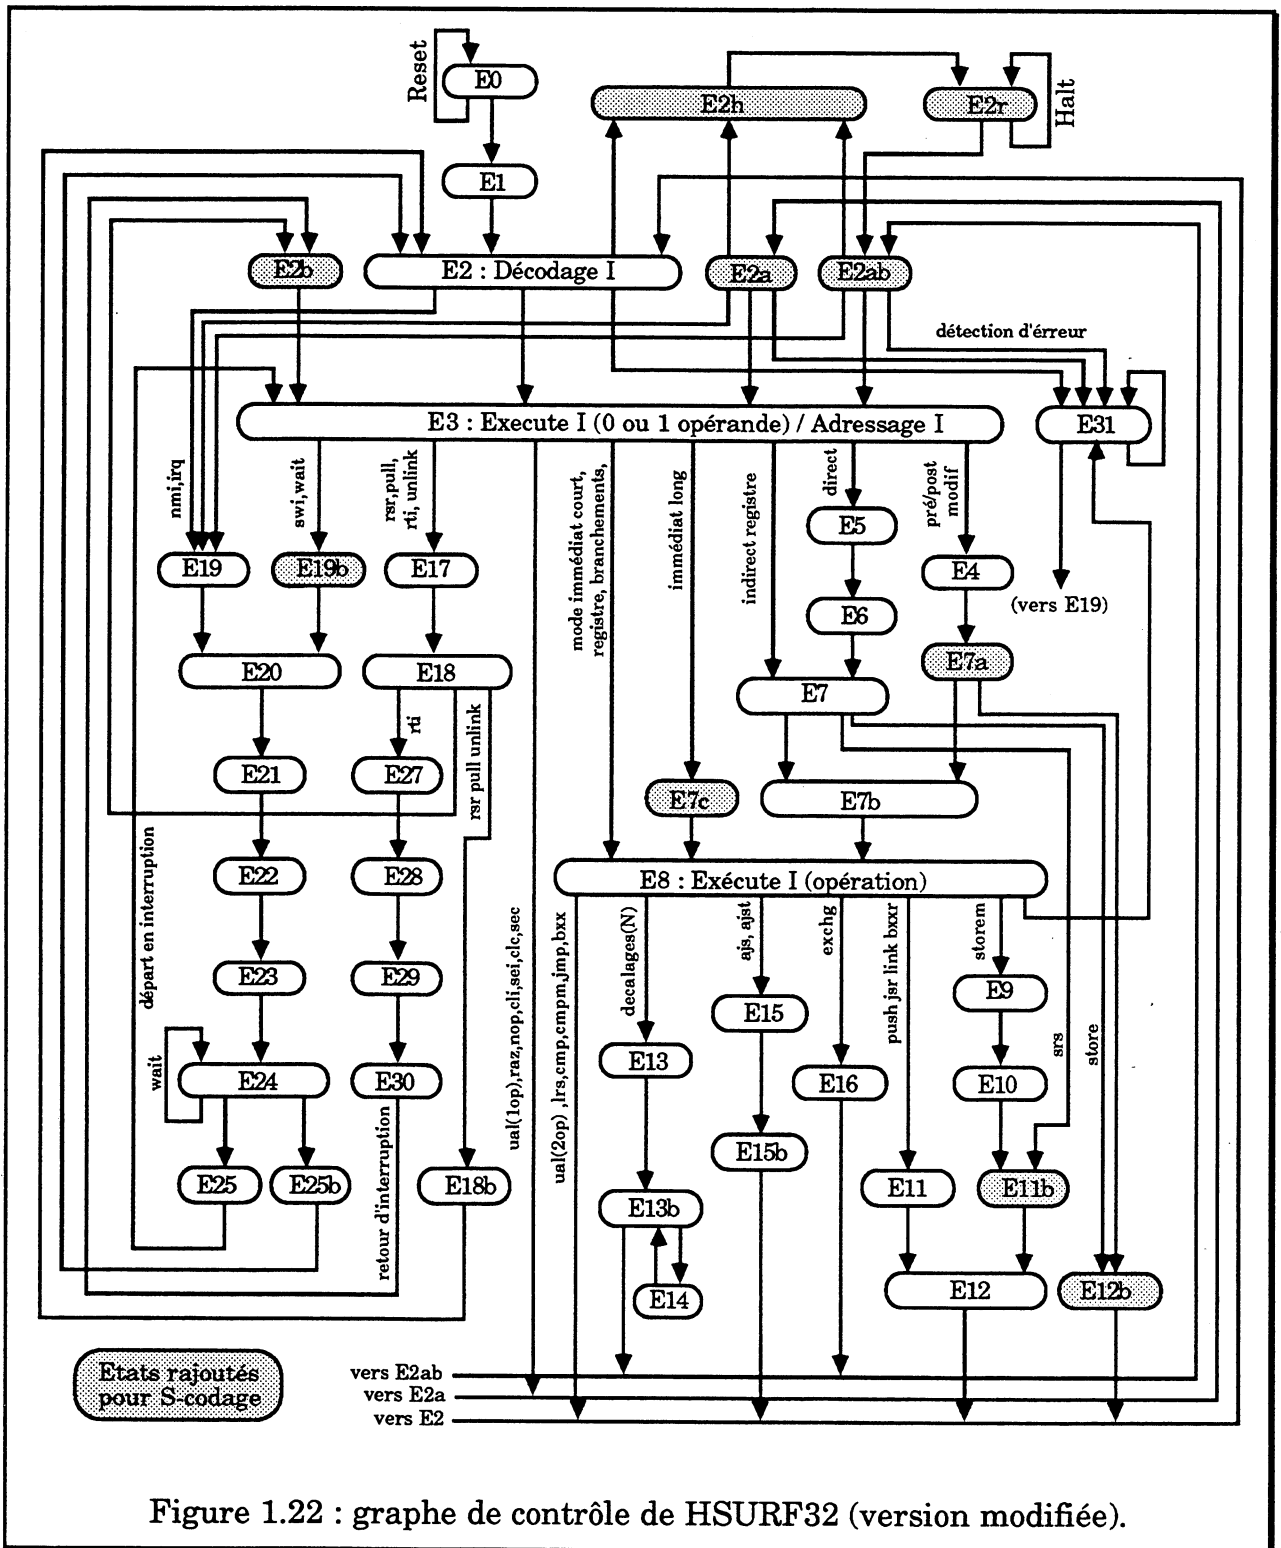 Reset
E0
E2h
E2r
Halt
E1
E2b
E2 : Décodage I
E2a
E2ab
détection d'érreur
E3 : Execute I (0 ou 1 opérande) / Adressage I
E31
nmi,irq
swi,wait
rsr,pull,
rti, unlink
mode immédiat court,
registre, branchements,
immédiat long
indirect registre
direct
pré/post
modif
E5
E19
E19b
E17
E4
(vers E19)
E6
E20
E18
E7a
E7
rti
rsr pull unlink
E21
E27
E7c
E7b
départ en interruption
E22
E28
E8 : Exécute I (opération)
ual(1op),raz,nop,cli,sei,clc,sec
ual(2op) ,lrs,cmp,cmpm,jmp,bxx
decalages(N)
ajs, ajst
exchg
push jsr link bxxr
storem
E23
E29
E9
E15
srs
store
wait
E24
E30
E13
E16
E10
retour d'interruption
E15b
E25
E25b
E18b
E11
E11b
E13b
E14
E12
E12b
Etats rajoutés
pour S-codage
vers E2ab
vers E2a
vers E2
Figure 1.22 : graphe de contrôle de HSURF32 (version modifiée).